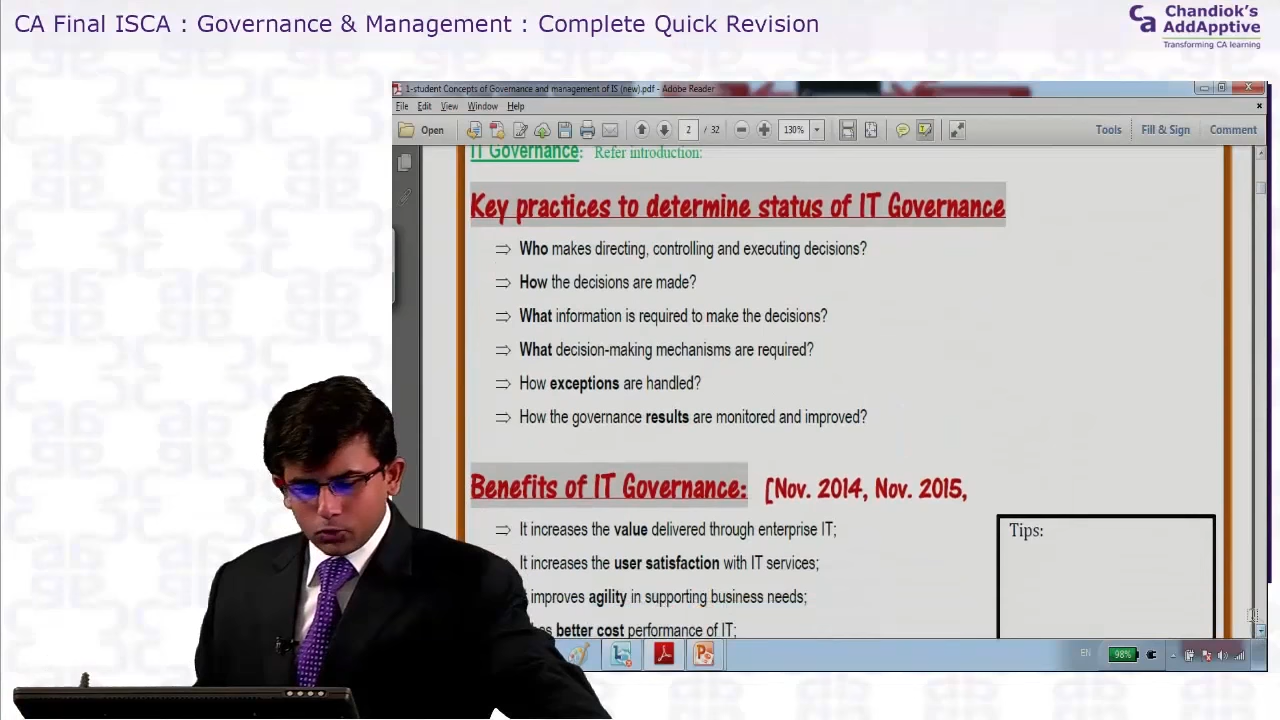 CA Final ISCA : Governance & Management : Complete Quick Revision
Ca Chandiok's
AddApptive
Transforming CA learning
1-student Concepts of Governance and management of IS (new).pdf - Adobe Reader
File Edit View Window Help
Open 2 / 32 130% Tools Fill & Sign Comment
IT Governance: Refer introduction:
Key practices to determine status of IT Governance
⇒ Who makes directing, controlling and executing decisions?
⇒ How the decisions are made?
⇒ What information is required to make the decisions?
⇒ What decision-making mechanisms are required?
⇒ How exceptions are handled?
⇒ How the governance results are monitored and improved?
Benefits of IT Governance: [Nov. 2014, Nov. 2015,
⇒ It increases the value delivered through enterprise IT;
It increases the user satisfaction with IT services;
improves agility in supporting business needs;
better cost performance of IT;
Tips:
EN 98%